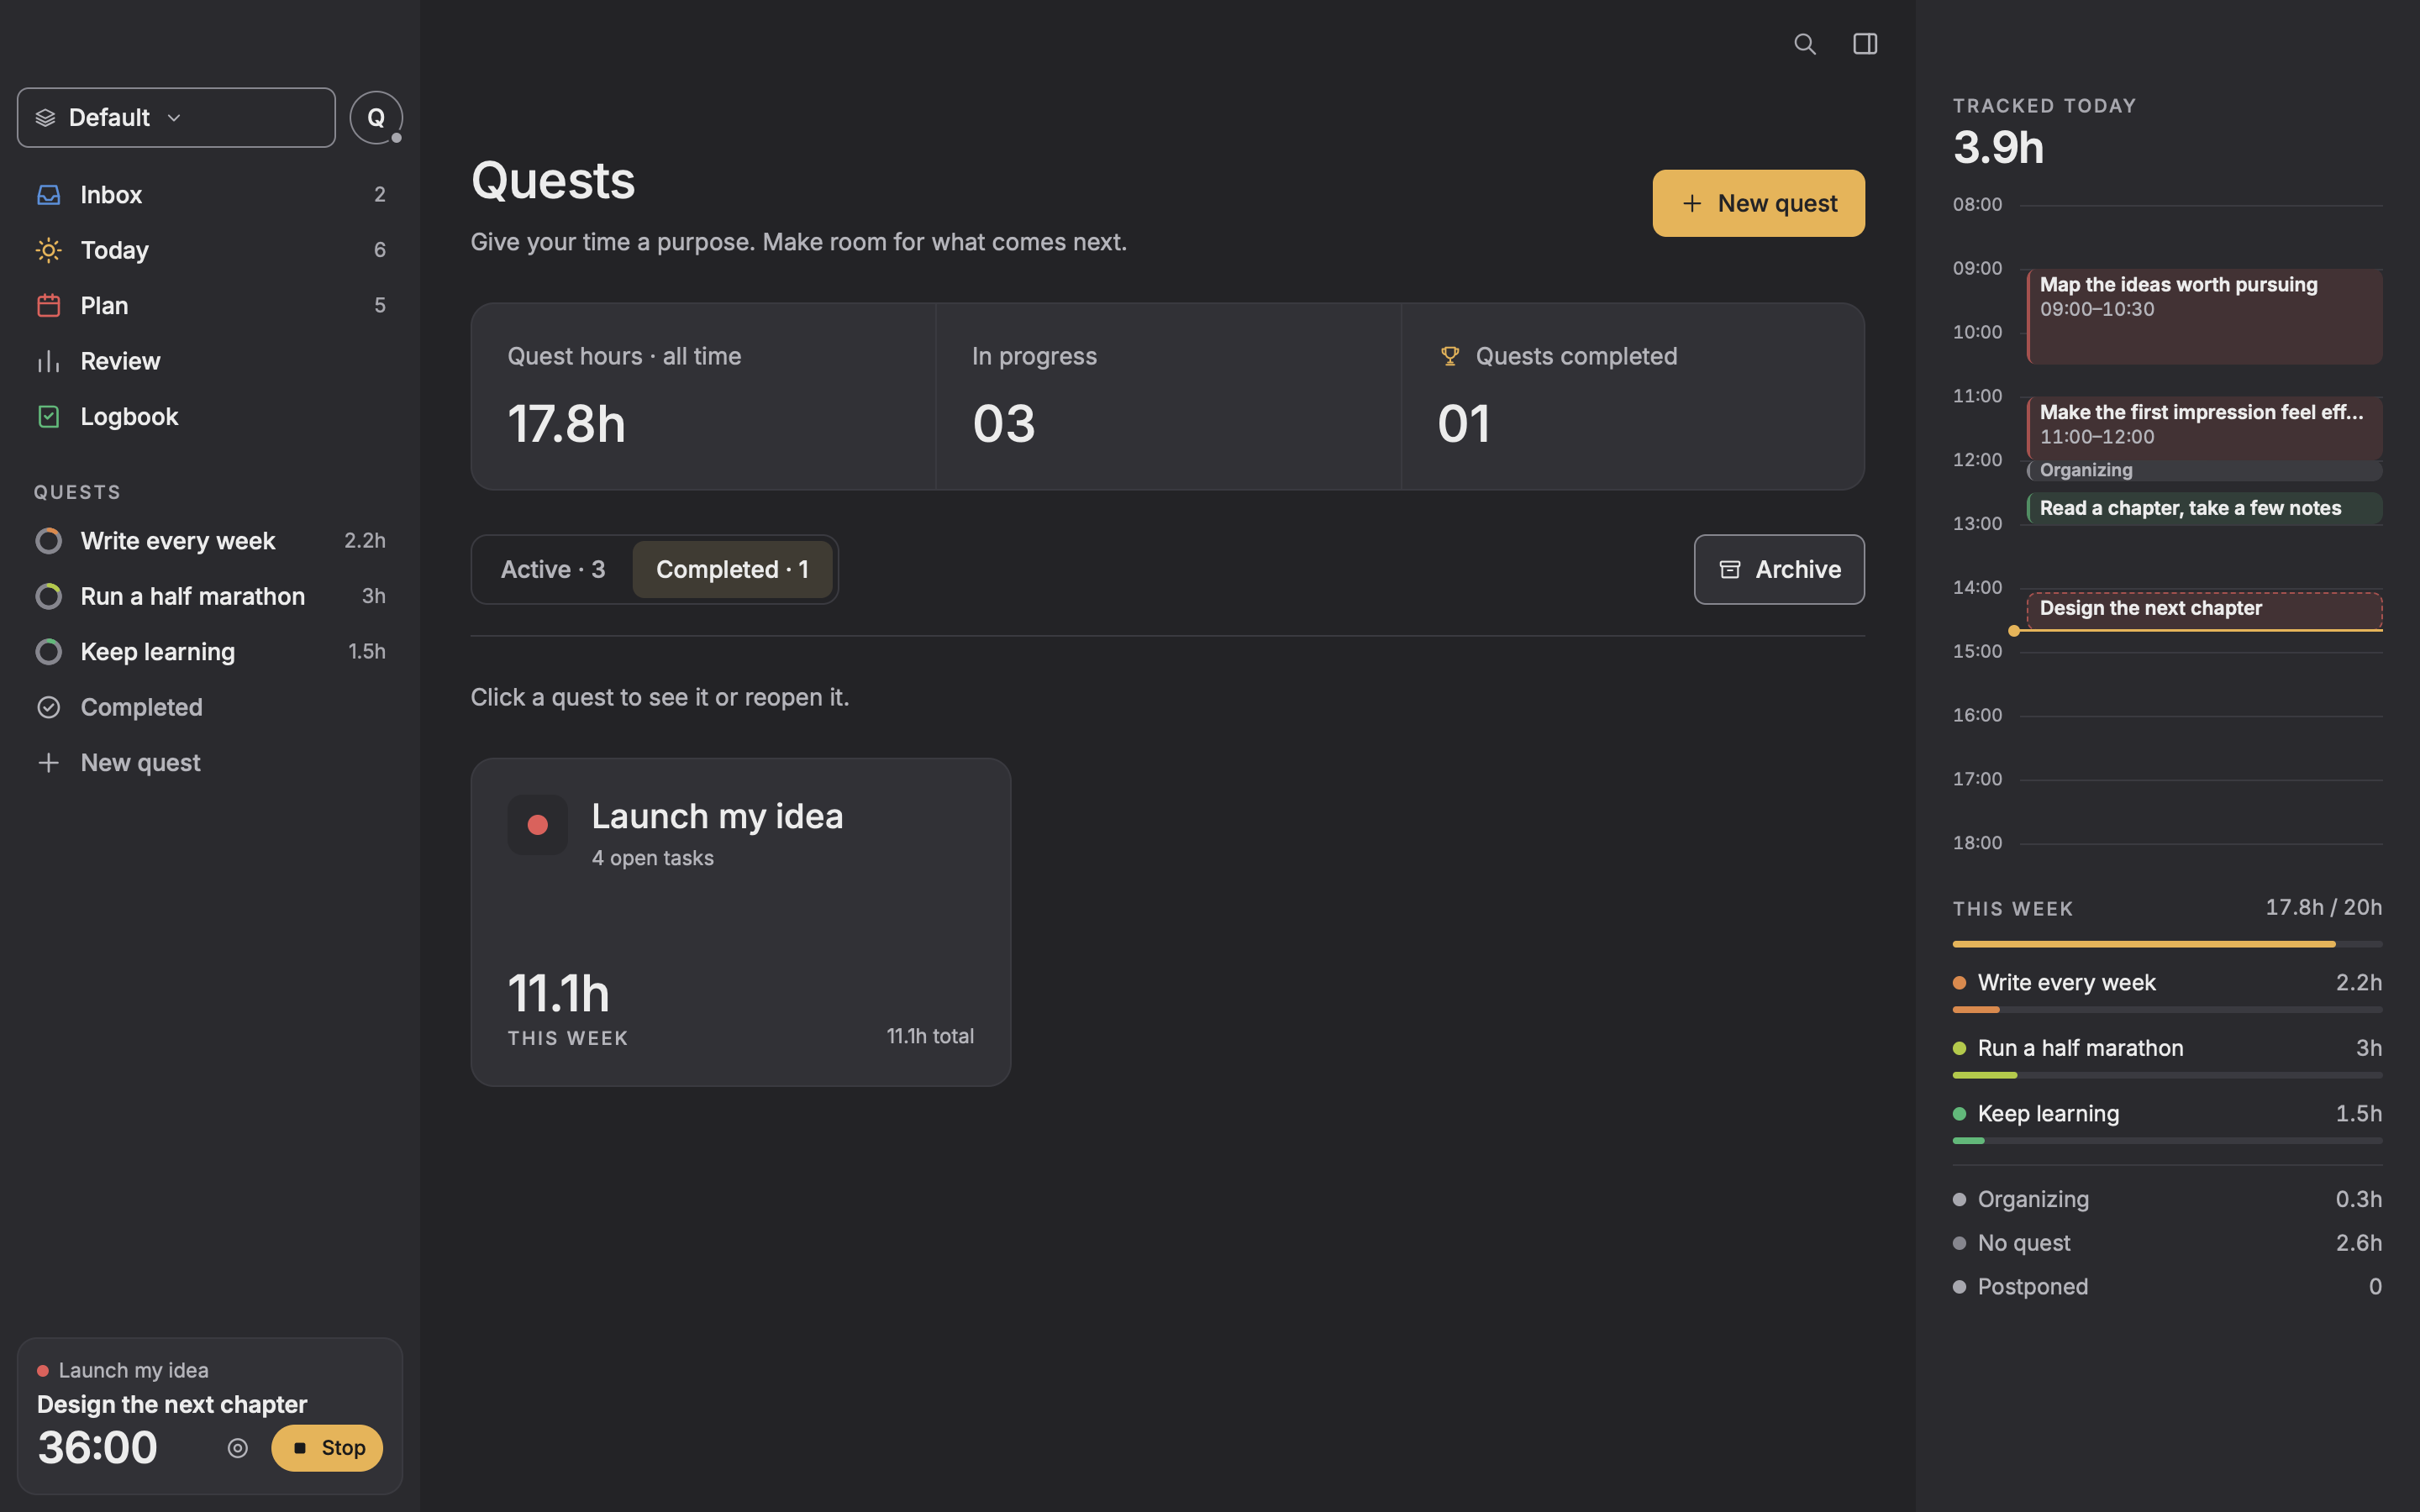 Default
Q
Inbox 2
Today 6
Plan 5
Review
Logbook
QUESTS
Write every week 2.2h
Run a half marathon 3h
Keep learning 1.5h
Completed
New quest
Launch my idea
Design the next chapter
36:00 Stop
Quests
Give your time a purpose. Make room for what comes next.
+ New quest
Quest hours · all time
17.8h
In progress
03
Quests completed
01
Active · 3
Completed · 1
Archive
Click a quest to see it or reopen it.
Launch my idea
4 open tasks
11.1h
THIS WEEK
11.1h total
TRACKED TODAY
3.9h
08:00
09:00
Map the ideas worth pursuing
09:00–10:30
10:00
11:00
Make the first impression feel eff...
11:00–12:00
12:00
Organizing
Read a chapter, take a few notes
13:00
14:00
Design the next chapter
15:00
16:00
17:00
18:00
THIS WEEK 17.8h / 20h
Write every week 2.2h
Run a half marathon 3h
Keep learning 1.5h
Organizing 0.3h
No quest 2.6h
Postponed 0